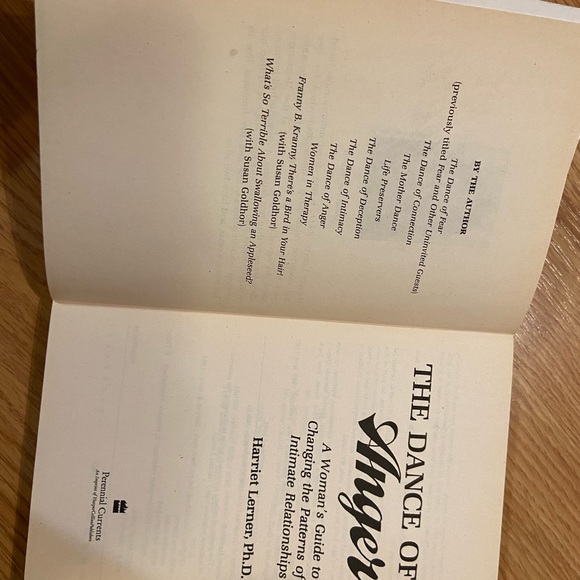 BY THE AUTHOR
The Dance of Fear
(previously titled Fear and Other Uninvited Guests)
The Dance of Connection
The Mother Dance
Life Preservers
The Dance of Deception
The Dance of Intimacy
The Dance of Anger
Women in Therapy
Franny B. Kranny, There's a Bird in Your Hair!
(with Susan Goldhor)
What's So Terrible About Swallowing an Appleseed?
(with Susan Goldhor)
THE DANCE OF
Anger
A Woman's Guide to
Changing the Patterns of
Intimate Relationships
Harriet Lerner, Ph.D.
Perennial Currents
An Imprint of HarperCollinsPublishers